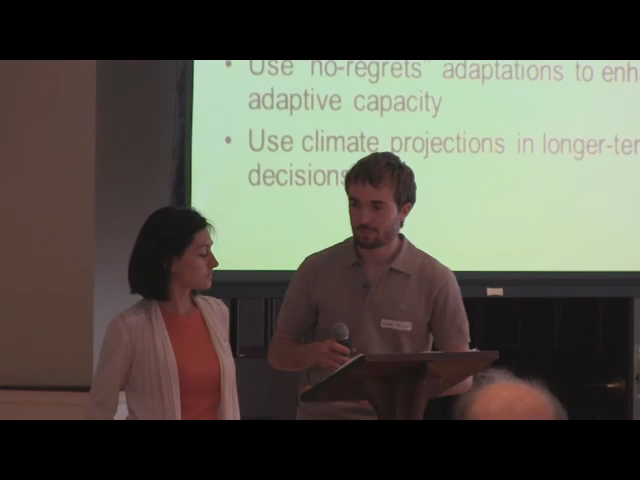 • Use "no-regrets" adaptations to enh
adaptive capacity
• Use climate projections in longer-ter
decisions